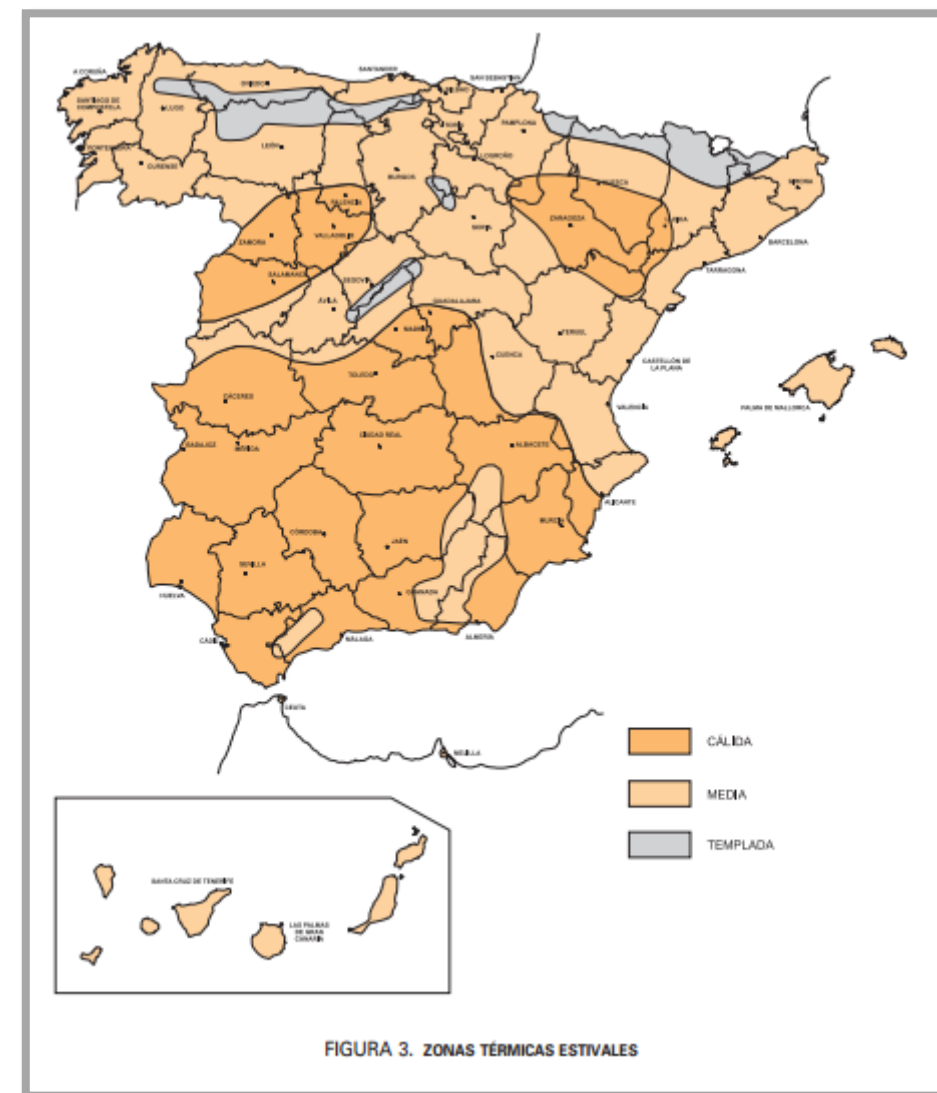 A CORUÑA
SANTIAGO DE
COMPOSTELA
LUGO
OVIEDO
SANTANDER
BILBAO
SAN SEBASTIÁN
PAMPLONA
PONTEVEDRA
OURENSE
LEÓN
BURGOS
LOGROÑO
HUESCA
GIRONA
PALENCIA
ZAMORA
VALLADOLID
SORIA
ZARAGOZA
BARCELONA
TARRAGONA
SALAMANCA
SEGOVIA
ÁVILA
GUADALAJARA
MADRID
TERUEL
CUENCA
CASTELLÓN DE
LA PLANA
TOLEDO
CÁCERES
VALENCIA
PALMA DE MALLORCA
BADAJOZ
MÉRIDA
CIUDAD REAL
ALBACETE
ALICANTE
CÓRDOBA
JAÉN
MURCIA
SEVILLA
HUELVA
GRANADA
MÁLAGA
ALMERÍA
CEUTA
MELILLA
CÁLIDA
MEDIA
TEMPLADA
SANTA CRUZ DE TENERIFE
LAS PALMAS
DE GRAN
CANARIA
FIGURA 3. ZONAS TÉRMICAS ESTIVALES